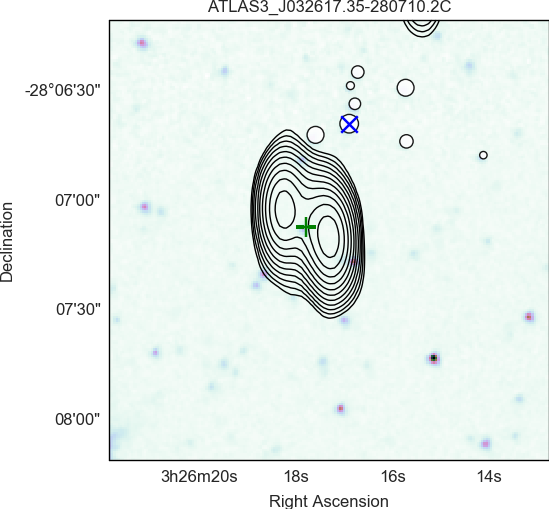 ATLAS3_J032617.35-280710.2C
-28°06'30"
07'00"
07'30"
08'00"
Declination
3h26m20s 18s 16s 14s
Right Ascension